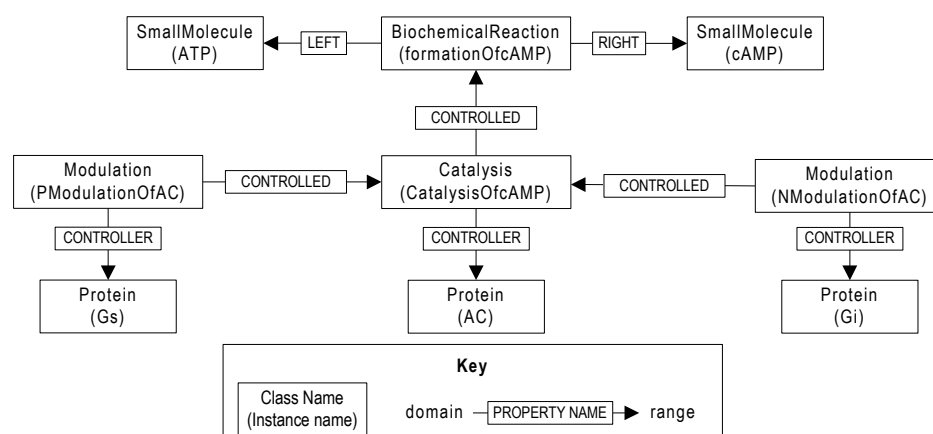 SmallMolecule
(ATP)
LEFT
BiochemicalReaction
(formationOfcAMP)
RIGHT
SmallMolecule
(cAMP)
CONTROLLED
Modulation
(PModulationOfAC)
CONTROLLED
Catalysis
(CatalysisOfcAMP)
CONTROLLED
Modulation
(NModulationOfAC)
CONTROLLER
CONTROLLER
CONTROLLER
Protein
(Gs)
Protein
(AC)
Protein
(Gi)
Key
Class Name
(Instance name)
domain PROPERTY NAME range